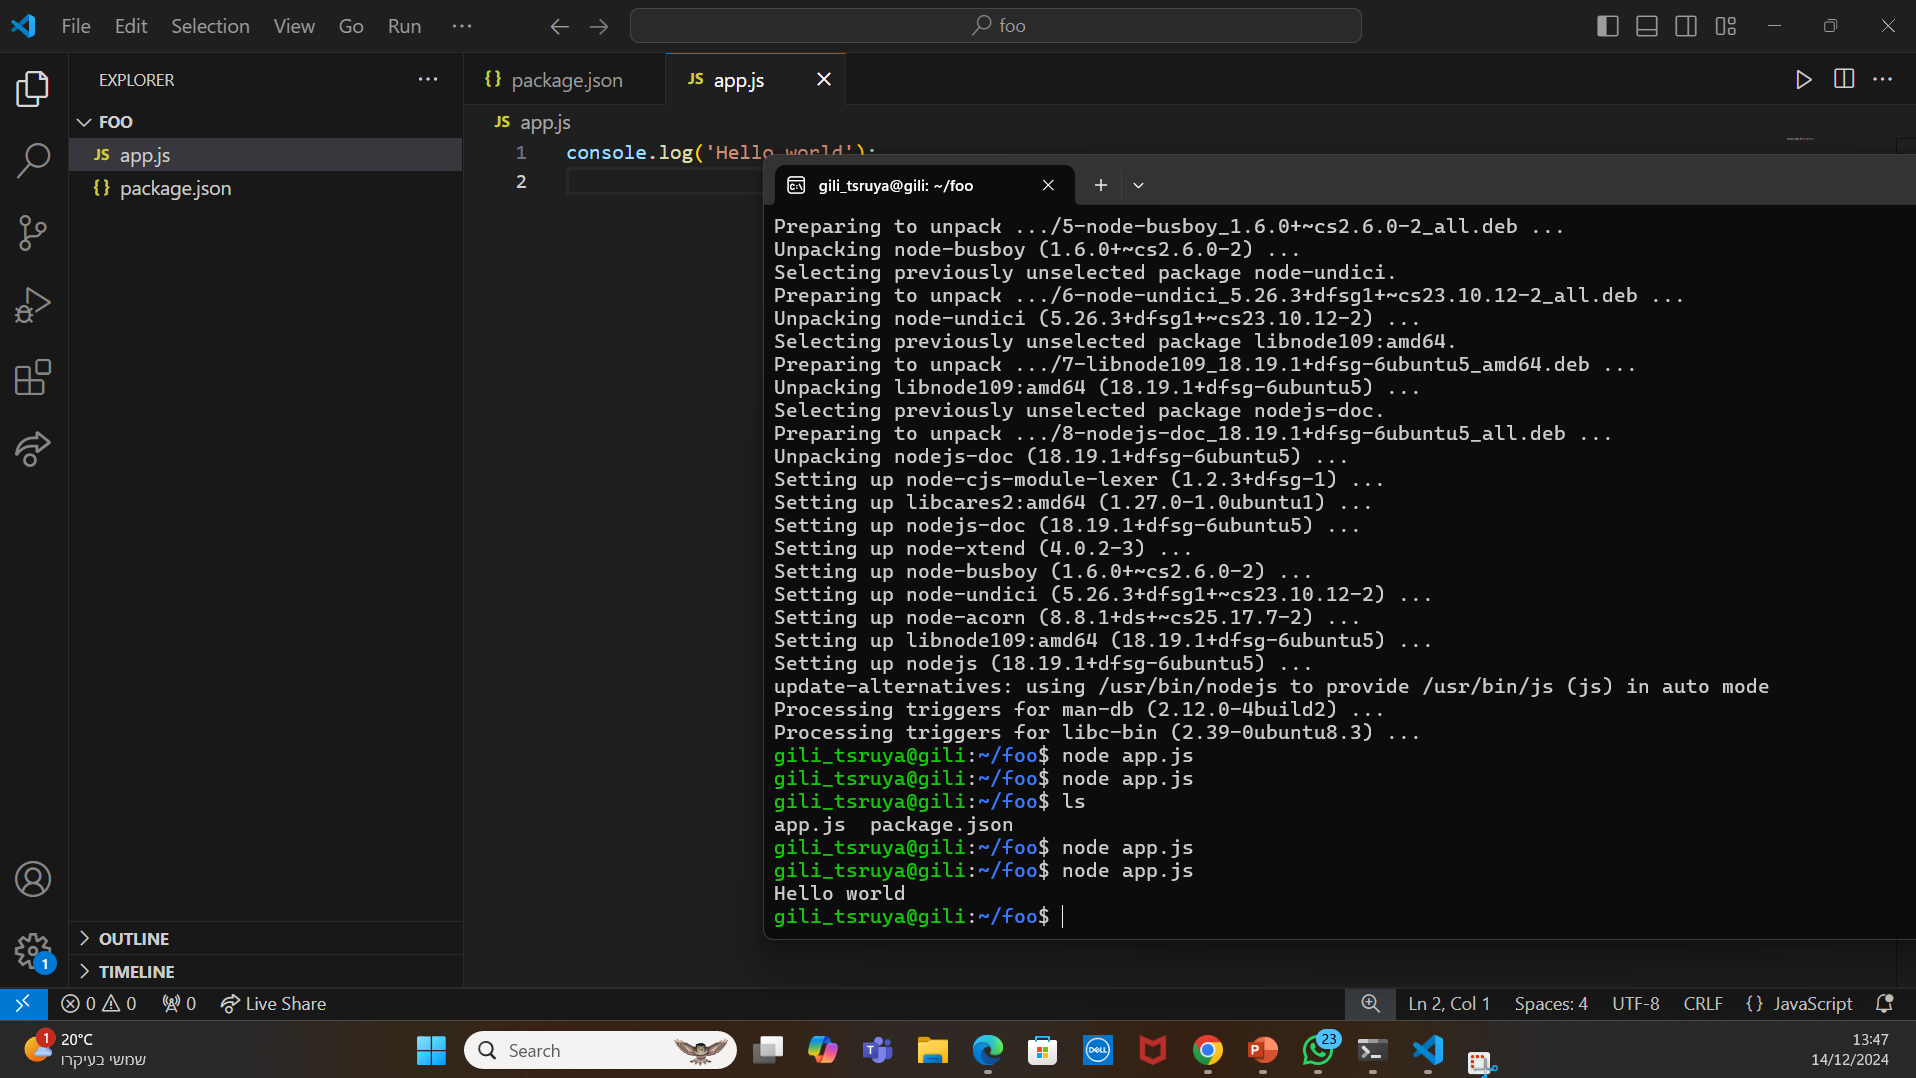 File Edit Selection View Go Run ···
foo
EXPLORER
FOO
JS app.js
{} package.json
OUTLINE
TIMELINE
{} package.json
JS app.js
JS app.js
1 console.log('Hello world');
2
gili_tsruya@gili: ~/foo
Preparing to unpack .../5-node-busboy_1.6.0+~cs2.6.0-2_all.deb ...
Unpacking node-busboy (1.6.0+~cs2.6.0-2) ...
Selecting previously unselected package node-undici.
Preparing to unpack .../6-node-undici_5.26.3+dfsg1+~cs23.10.12-2_all.deb ...
Unpacking node-undici (5.26.3+dfsg1+~cs23.10.12-2) ...
Selecting previously unselected package libnode109:amd64.
Preparing to unpack .../7-libnode109_18.19.1+dfsg-6ubuntu5_amd64.deb ...
Unpacking libnode109:amd64 (18.19.1+dfsg-6ubuntu5) ...
Selecting previously unselected package nodejs-doc.
Preparing to unpack .../8-nodejs-doc_18.19.1+dfsg-6ubuntu5_all.deb ...
Unpacking nodejs-doc (18.19.1+dfsg-6ubuntu5) ...
Setting up node-cjs-module-lexer (1.2.3+dfsg-1) ...
Setting up libcares2:amd64 (1.27.0-1.0ubuntu1) ...
Setting up nodejs-doc (18.19.1+dfsg-6ubuntu5) ...
Setting up node-xtend (4.0.2-3) ...
Setting up node-busboy (1.6.0+~cs2.6.0-2) ...
Setting up node-undici (5.26.3+dfsg1+~cs23.10.12-2) ...
Setting up node-acorn (8.8.1+ds+~cs25.17.7-2) ...
Setting up libnode109:amd64 (18.19.1+dfsg-6ubuntu5) ...
Setting up nodejs (18.19.1+dfsg-6ubuntu5) ...
update-alternatives: using /usr/bin/nodejs to provide /usr/bin/js (js) in auto mode
Processing triggers for man-db (2.12.0-4build2) ...
Processing triggers for libc-bin (2.39-0ubuntu8.3) ...
gili_tsruya@gili:~/foo$ node app.js
gili_tsruya@gili:~/foo$ node app.js
gili_tsruya@gili:~/foo$ ls
app.js  package.json
gili_tsruya@gili:~/foo$ node app.js
gili_tsruya@gili:~/foo$ node app.js
Hello world
gili_tsruya@gili:~/foo$
1
0 0 0 Live Share
Ln 2, Col 1 Spaces: 4 UTF-8 CRLF {} JavaScript
1
20°C
שמשי בעיקרו
Search
DELL
23
13:47
14/12/2024